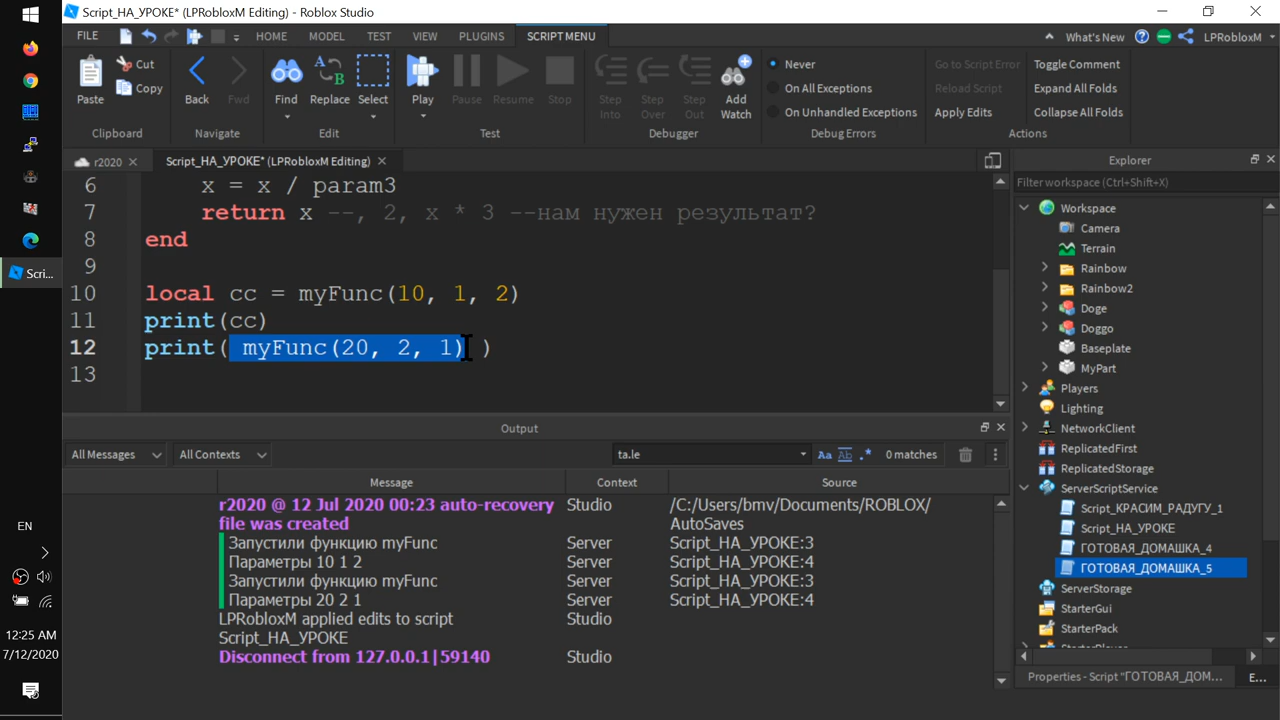 Script_НА_УРОКЕ* (LPRobloxM Editing) - Roblox Studio
FILE HOME MODEL TEST VIEW PLUGINS SCRIPT MENU What's New LPRobloxM
Paste Cut Copy Back Fwd Find Replace Select Play Pause Resume Stop Step Into Step Over Step Out Add Watch
Never Go to Script Error Toggle Comment
On All Exceptions Reload Script Expand All Folds
On Unhandled Exceptions Apply Edits Collapse All Folds
Clipboard Navigate Edit Test Debugger Debug Errors Actions
r2020 Script_НА_УРОКЕ* (LPRobloxM Editing)
6 x = x / param3
7 return x --, 2, x * 3 --нам нужен результат?
8 end
9
10 local cc = myFunc(10, 1, 2)
11 print(cc)
12 print( myFunc(20, 2, 1) )
13
Output
All Messages All Contexts ta.le Aa Ab .* 0 matches
Message Context Source
r2020 @ 12 Jul 2020 00:23 auto-recovery Studio /C:/Users/bmv/Documents/ROBLOX/
file was created AutoSaves
Запустили функцию myFunc Server Script_НА_УРОКЕ:3
Параметры 10 1 2 Server Script_НА_УРОКЕ:4
Запустили функцию myFunc Server Script_НА_УРОКЕ:3
Параметры 20 2 1 Server Script_НА_УРОКЕ:4
LPRobloxM applied edits to script Studio
Script_НА_УРОКЕ
Disconnect from 127.0.0.1|59140 Studio
Explorer
Filter workspace (Ctrl+Shift+X)
Workspace
Camera
Terrain
Rainbow
Rainbow2
Doge
Doggo
Baseplate
MyPart
Players
Lighting
NetworkClient
ReplicatedFirst
ReplicatedStorage
ServerScriptService
Script_КРАСИМ_РАДУГУ_1
Script_НА_УРОКЕ
ГОТОВАЯ_ДОМАШКА_4
ГОТОВАЯ_ДОМАШКА_5
ServerStorage
StarterGui
StarterPack
StarterPlayer
Properties - Script "ГОТОВАЯ_ДОМ... E...
Scri...
EN
12:25 AM
7/12/2020